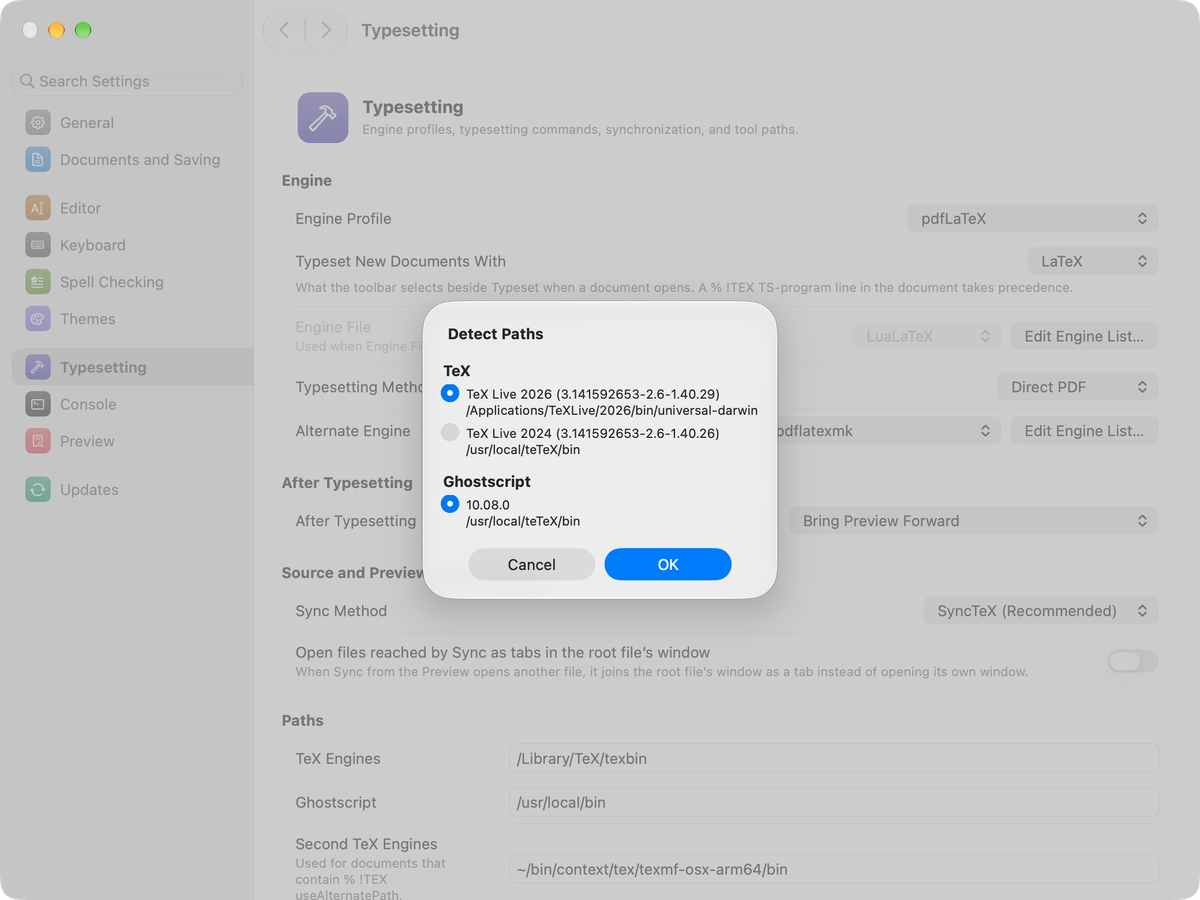 Typesetting
Search Settings
General
Documents and Saving
Editor
Keyboard
Spell Checking
Themes
Typesetting
Console
Preview
Updates
Typesetting
Engine profiles, typesetting commands, synchronization, and tool paths.
Engine
Engine Profile
pdfLaTeX
Typeset New Documents With
LaTeX
What the toolbar selects beside Typeset when a document opens. A % !TEX TS-program line in the document takes precedence.
Engine File
Used when Engine Fi
LuaLaTeX
Edit Engine List...
Typesetting Metho
Direct PDF
Alternate Engine
pdflatexmk
Edit Engine List...
After Typesetting
After Typesetting
Bring Preview Forward
Source and Preview
Sync Method
SyncTeX (Recommended)
Open files reached by Sync as tabs in the root file’s window
When Sync from the Preview opens another file, it joins the root file’s window as a tab instead of opening its own window.
Paths
TeX Engines
/Library/TeX/texbin
Ghostscript
/usr/local/bin
Second TeX Engines
Used for documents that
contain % !TEX
useAlternatePath.
~/bin/context/tex/texmf-osx-arm64/bin
Detect Paths
TeX
TeX Live 2026 (3.141592653-2.6-1.40.29)
/Applications/TeXLive/2026/bin/universal-darwin
TeX Live 2024 (3.141592653-2.6-1.40.26)
/usr/local/teTeX/bin
Ghostscript
10.08.0
/usr/local/teTeX/bin
Cancel
OK